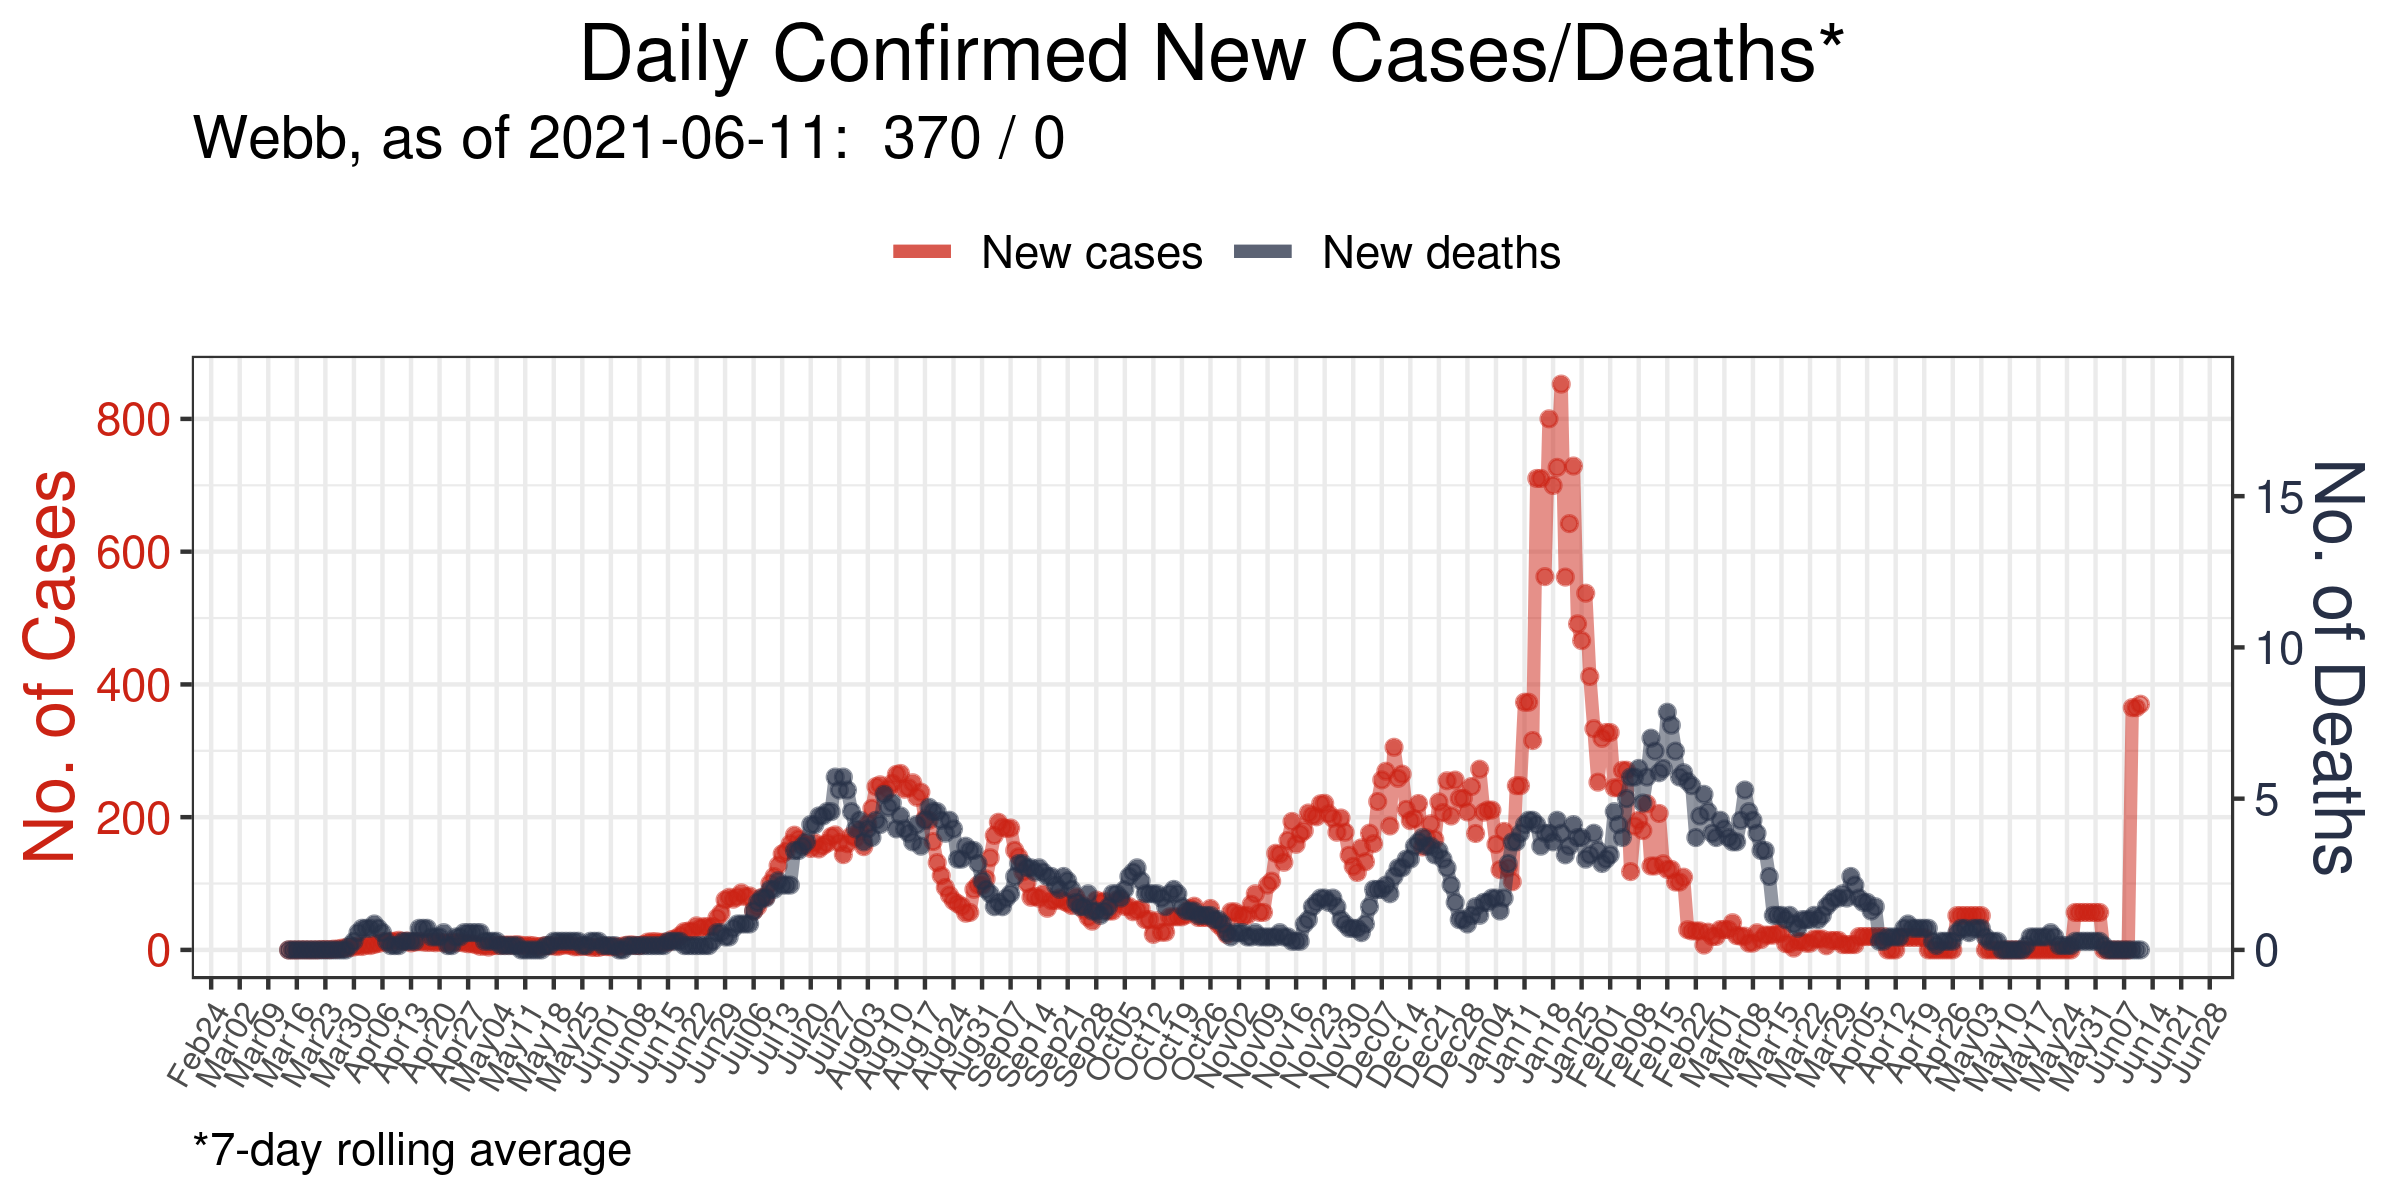 Daily Confirmed New Cases/Deaths*
Webb, as of 2021-06-11:  370 / 0
New cases
New deaths
No. of Cases
800
600
400
200
0
No. of Deaths
15
10
5
0
Feb24
Mar02
Mar09
Mar16
Mar23
Mar30
Apr06
Apr13
Apr20
Apr27
May04
May11
May18
May25
Jun01
Jun08
Jun15
Jun22
Jun29
Jul06
Jul13
Jul20
Jul27
Aug03
Aug10
Aug17
Aug24
Aug31
Sep07
Sep14
Sep21
Sep28
Oct05
Oct12
Oct19
Oct26
Nov02
Nov09
Nov16
Nov23
Nov30
Dec07
Dec14
Dec21
Dec28
Jan04
Jan11
Jan18
Jan25
Feb01
Feb08
Feb15
Feb22
Mar01
Mar08
Mar15
Mar22
Mar29
Apr05
Apr12
Apr19
Apr26
May03
May10
May17
May24
May31
Jun07
Jun14
Jun21
Jun28
*7-day rolling average